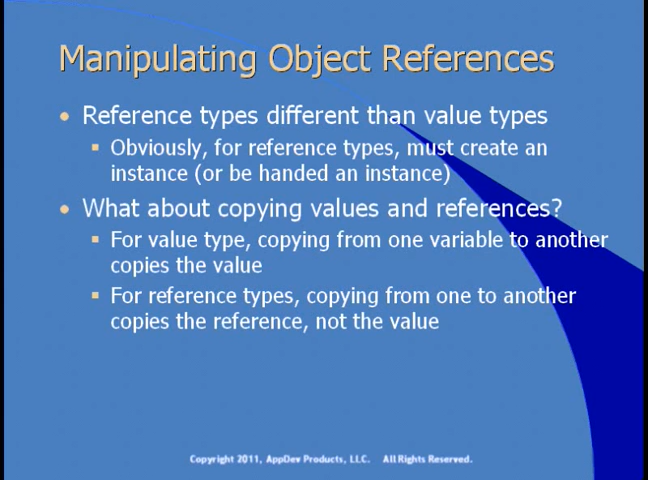 Manipulating Object References
• Reference types different than value types
▪ Obviously, for reference types, must create an
instance (or be handed an instance)
• What about copying values and references?
▪ For value type, copying from one variable to another
copies the value
▪ For reference types, copying from one to another
copies the reference, not the value
Copyright 2011, AppDev Products, LLC. All Rights Reserved.